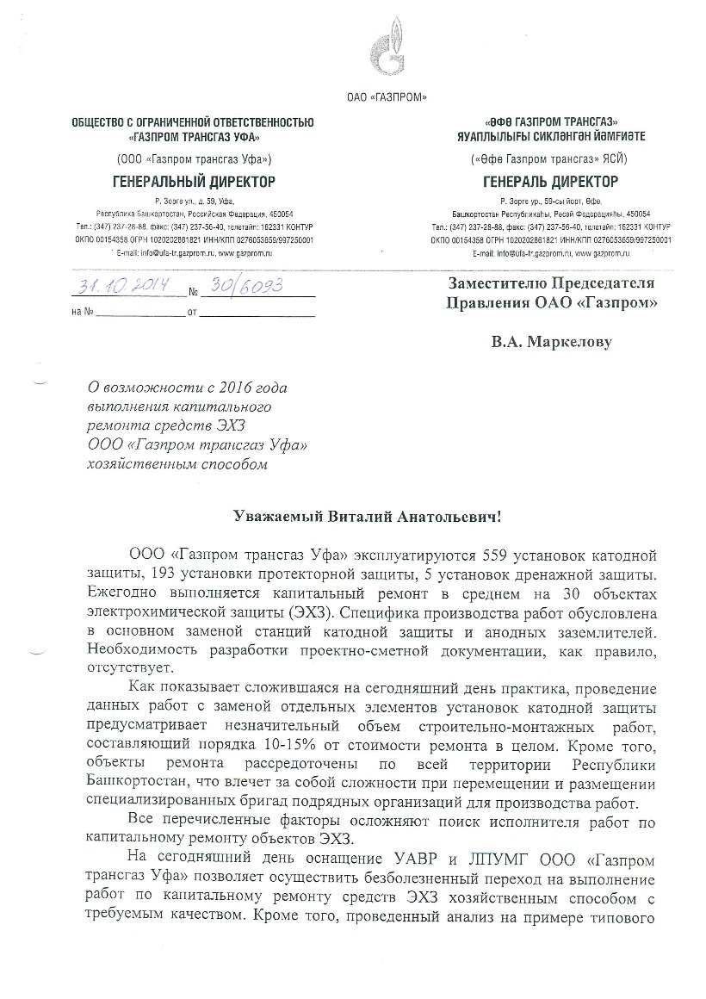 ОАО «ГАЗПРОМ»
ОБЩЕСТВО С ОГРАНИЧЕННОЙ ОТВЕТСТВЕННОСТЬЮ
«ГАЗПРОМ ТРАНСГАЗ УФА»
(ООО «Газпром трансгаз Уфа»)
ГЕНЕРАЛЬНЫЙ ДИРЕКТОР
Р. Зорге ул., д. 59, Уфа,
Республика Башкортостан, Российская Федерация, 450054
Тел.: (347) 237-28-88, факс: (347) 237-56-40, телетайп: 162331 КОНТУР
ОКПО 00154358 ОГРН 1020202861821 ИНН/КПП 0276053659/997250001
E-mail: info@ufa-tr.gazprom.ru, www gazprom.ru
«ӨФӨ ГАЗПРОМ ТРАНСГАЗ»
ЯУАПЛЫЛЫҒЫ СИКЛӘНГӘН ЙӘМҒИӘТЕ
(«Өфө Газпром трансгаз» ЯСЙ)
ГЕНЕРАЛЬ ДИРЕКТОР
Р. Зорге ур., 59-сы йорт, Өфө,
Башкортостан Республикаһы, Рәсәй Федерацияһы, 450054
Тел.: (347) 237-28-88, факс: (347) 237-56-40, телетайп: 162331 КОНТУР
ОКПО 00154358 ОГРН 1020202861821 ИНН/КПП 0276053659/997250001
E-mail: info@ufa-tr.gazprom.ru, www. gazprom.ru
31.10.2014 № 30/6093
на № от
Заместителю Председателя
Правления ОАО «Газпром»
В.А. Маркелову
О возможности с 2016 года
выполнения капитального
ремонта средств ЭХЗ
ООО «Газпром трансгаз Уфа»
хозяйственным способом
Уважаемый Виталий Анатольевич!
ООО «Газпром трансгаз Уфа» эксплуатируются 559 установок катодной
защиты, 193 установки протекторной защиты, 5 установок дренажной защиты.
Ежегодно выполняется капитальный ремонт в среднем на 30 объектах
электрохимической защиты (ЭХЗ). Специфика производства работ обусловлена
в основном заменой станций катодной защиты и анодных заземлителей.
Необходимость разработки проектно-сметной документации, как правило,
отсутствует.
Как показывает сложившаяся на сегодняшний день практика, проведение
данных работ с заменой отдельных элементов установок катодной защиты
предусматривает незначительный объем строительно-монтажных работ,
составляющий порядка 10-15% от стоимости ремонта в целом. Кроме того,
объекты ремонта рассредоточены по всей территории Республики
Башкортостан, что влечет за собой сложности при перемещении и размещении
специализированных бригад подрядных организаций для производства работ.
Все перечисленные факторы осложняют поиск исполнителя работ по
капитальному ремонту объектов ЭХЗ.
На сегодняшний день оснащение УАВР и ЛПУМГ ООО «Газпром
трансгаз Уфа» позволяет осуществить безболезненный переход на выполнение
работ по капитальному ремонту средств ЭХЗ хозяйственным способом с
требуемым качеством. Кроме того, проведенный анализ на примере типового